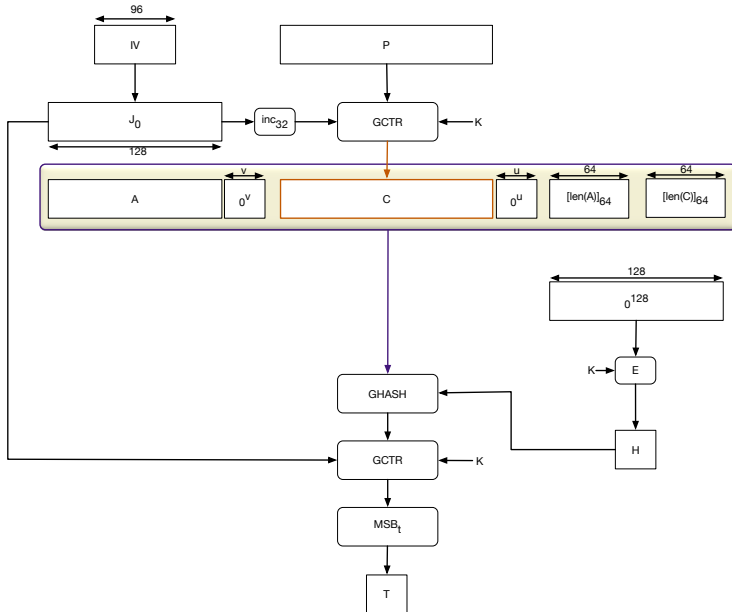 96
IV
P
J₀
inc₃₂
GCTR
K
128
v
u
64
64
A
0ᵛ
C
0ᵘ
[len(A)]₆₄
[len(C)]₆₄
128
0¹²⁸
K
E
GHASH
H
GCTR
K
MSBₜ
T